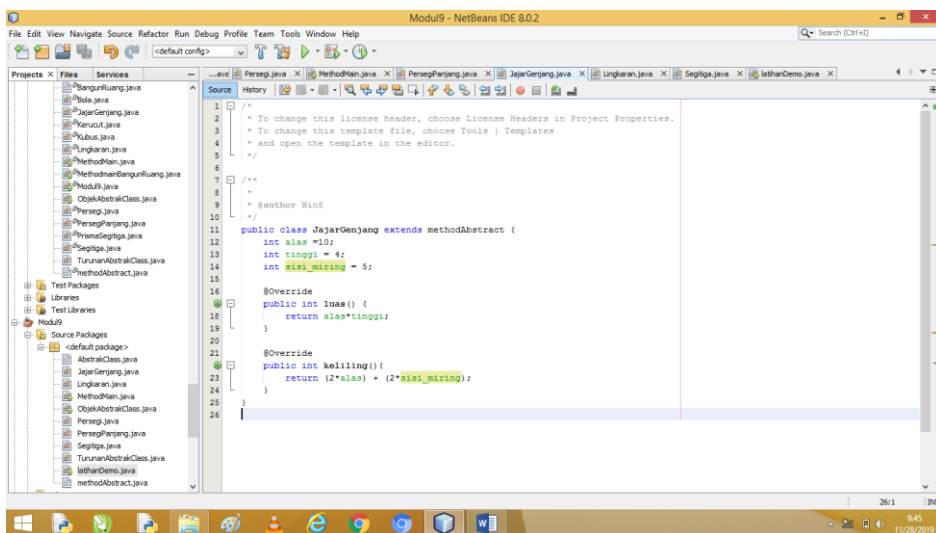 Modul9 - NetBeans IDE 8.0.2
File Edit View Navigate Source Refactor Run Debug Profile Team Tools Window Help
Search (Ctrl+I)
<default config>
Projects Files Services
BangunRuang.java
Bola.java
JajarGenjang.java
Kerucut.java
Kubus.java
Lingkaran.java
MethodMain.java
MethodmainBangunRuang.java
Modul9.java
ObjekAbstrakClass.java
Persegi.java
PersegiPanjang.java
PrismaSegitiga.java
Segitiga.java
TurunanAbstrakClass.java
methodAbstract.java
Test Packages
Libraries
Test Libraries
Modul9
Source Packages
<default package>
AbstrakClass.java
JajarGenjang.java
Lingkaran.java
MethodMain.java
ObjekAbstrakClass.java
Persegi.java
PersegiPanjang.java
Segitiga.java
TurunanAbstrakClass.java
latihanDemo.java
methodAbstract.java
...ava Persegi.java MethodMain.java PersegiPanjang.java JajarGenjang.java Lingkaran.java Segitiga.java latihanDemo.java
Source History
1 /*
2 * To change this license header, choose License Headers in Project Properties.
3 * To change this template file, choose Tools | Templates
4 * and open the template in the editor.
5 */
6
7 /**
8 *
9 * @author Win8
10 */
11 public class JajarGenjang extends methodAbstract {
12 int alas =10;
13 int tinggi = 4;
14 int sisi_miring = 5;
15
16 @Override
public int luas() {
18 return alas*tinggi;
19 }
20
21 @Override
public int keliling(){
23 return (2*alas) + (2*sisi_miring);
24 }
25 }
26
26:1
9:45
11/28/2019